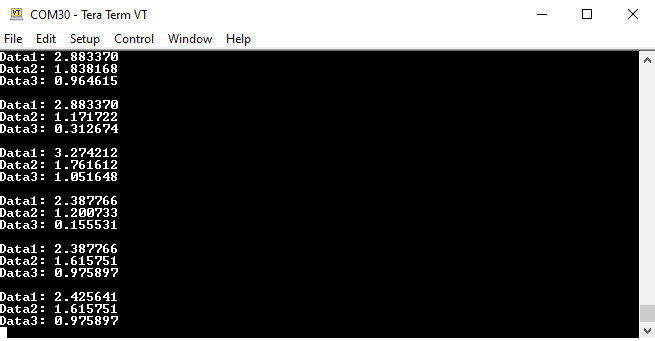 COM30 - Tera Term VT
File Edit Setup Control Window Help
Data1: 2.883370
Data2: 1.838168
Data3: 0.964615
Data1: 2.883370
Data2: 1.171722
Data3: 0.312674
Data1: 3.274212
Data2: 1.761612
Data3: 1.051648
Data1: 2.387766
Data2: 1.200733
Data3: 0.155531
Data1: 2.387766
Data2: 1.615751
Data3: 0.975897
Data1: 2.425641
Data2: 1.615751
Data3: 0.975897